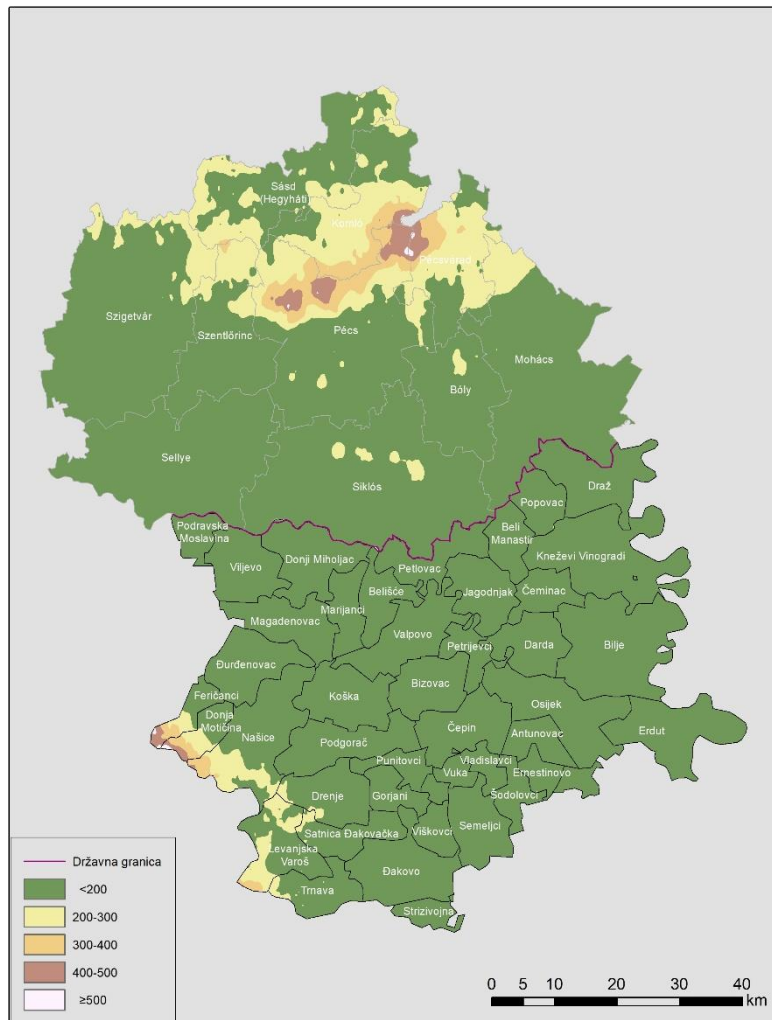 Sásd
(Hegyháti)
Komló
Pécsvárad
Szigetvár
Szentlőrinc
Pécs
Mohács
Bóly
Sellye
Siklós
Draž
Popovac
Podravska
Moslavina
Beli
Manastir
Kneževi Vinogradi
Donji Miholjac
Viljevo
Petlovac
Belišće
Jagodnjak
Čeminac
Marijanci
Magadenovac
Valpovo
Petrijevci
Darda
Bilje
Đurđenovac
Feričanci
Koška
Bizovac
Osijek
Donja
Motičina
Našice
Čepin
Antunovac
Erdut
Podgorač
Punitovci
Vladislavci
Vuka
Ernestinovo
Drenje
Gorjani
Šodolovci
Satnica Đakovačka
Viškovci
Semeljci
Levanjska
Varoš
Đakovo
Trnava
Strizivojna
Državna granica
<200
200-300
300-400
400-500
≥500
0 5 10 20 30 40
km